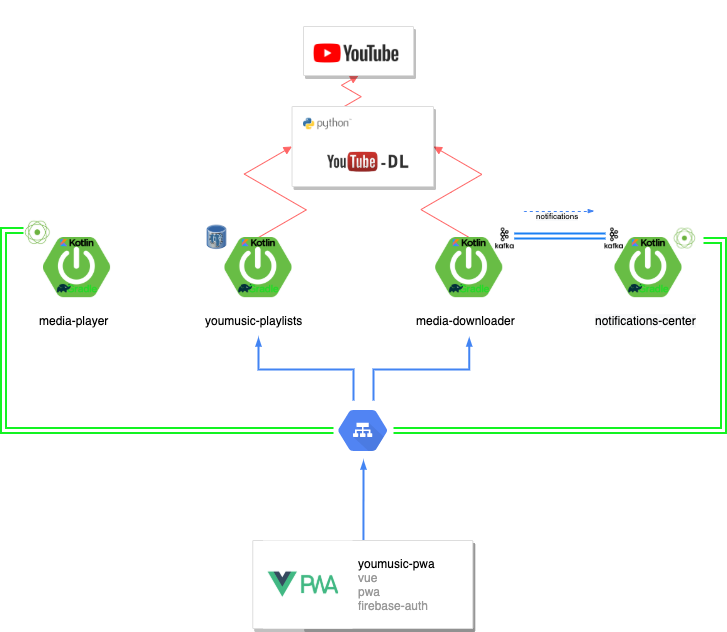 YouTube
python™
YouTube-DL
notifications
kafka
kafka
Kotlin
Kotlin
Kotlin
Kotlin
media-player
youmusic-playlists
media-downloader
notifications-center
PWA
youmusic-pwa
vue
pwa
firebase-auth